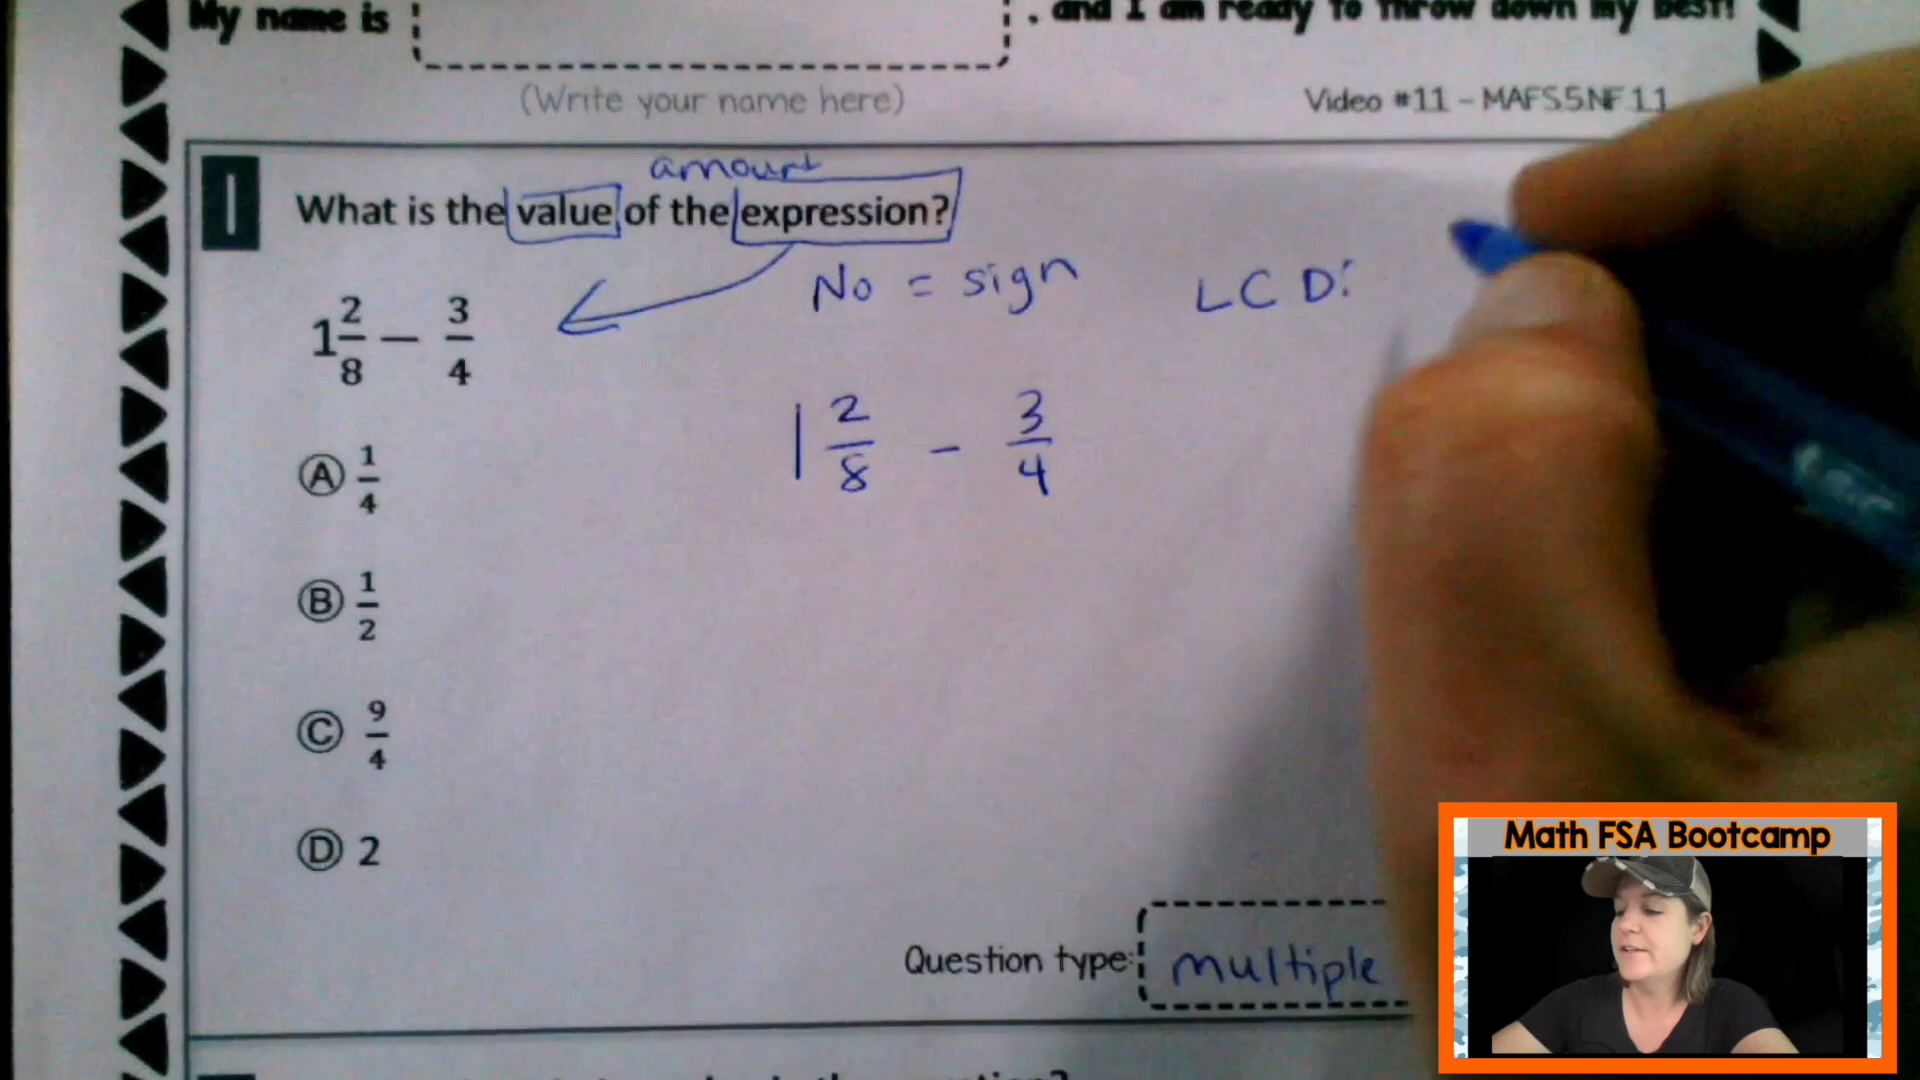 My name is , and I am ready to throw down my best!
(Write your name here)
Video #11 - MAFS.5.NF.1.1
amount
1 What is the value of the expression?
No = sign LCD:
1 2/8 - 3/4
1 2/8 - 3/4
A 1/4
B 1/2
C 9/4
D 2
Question type: multiple
Math FSA Bootcamp